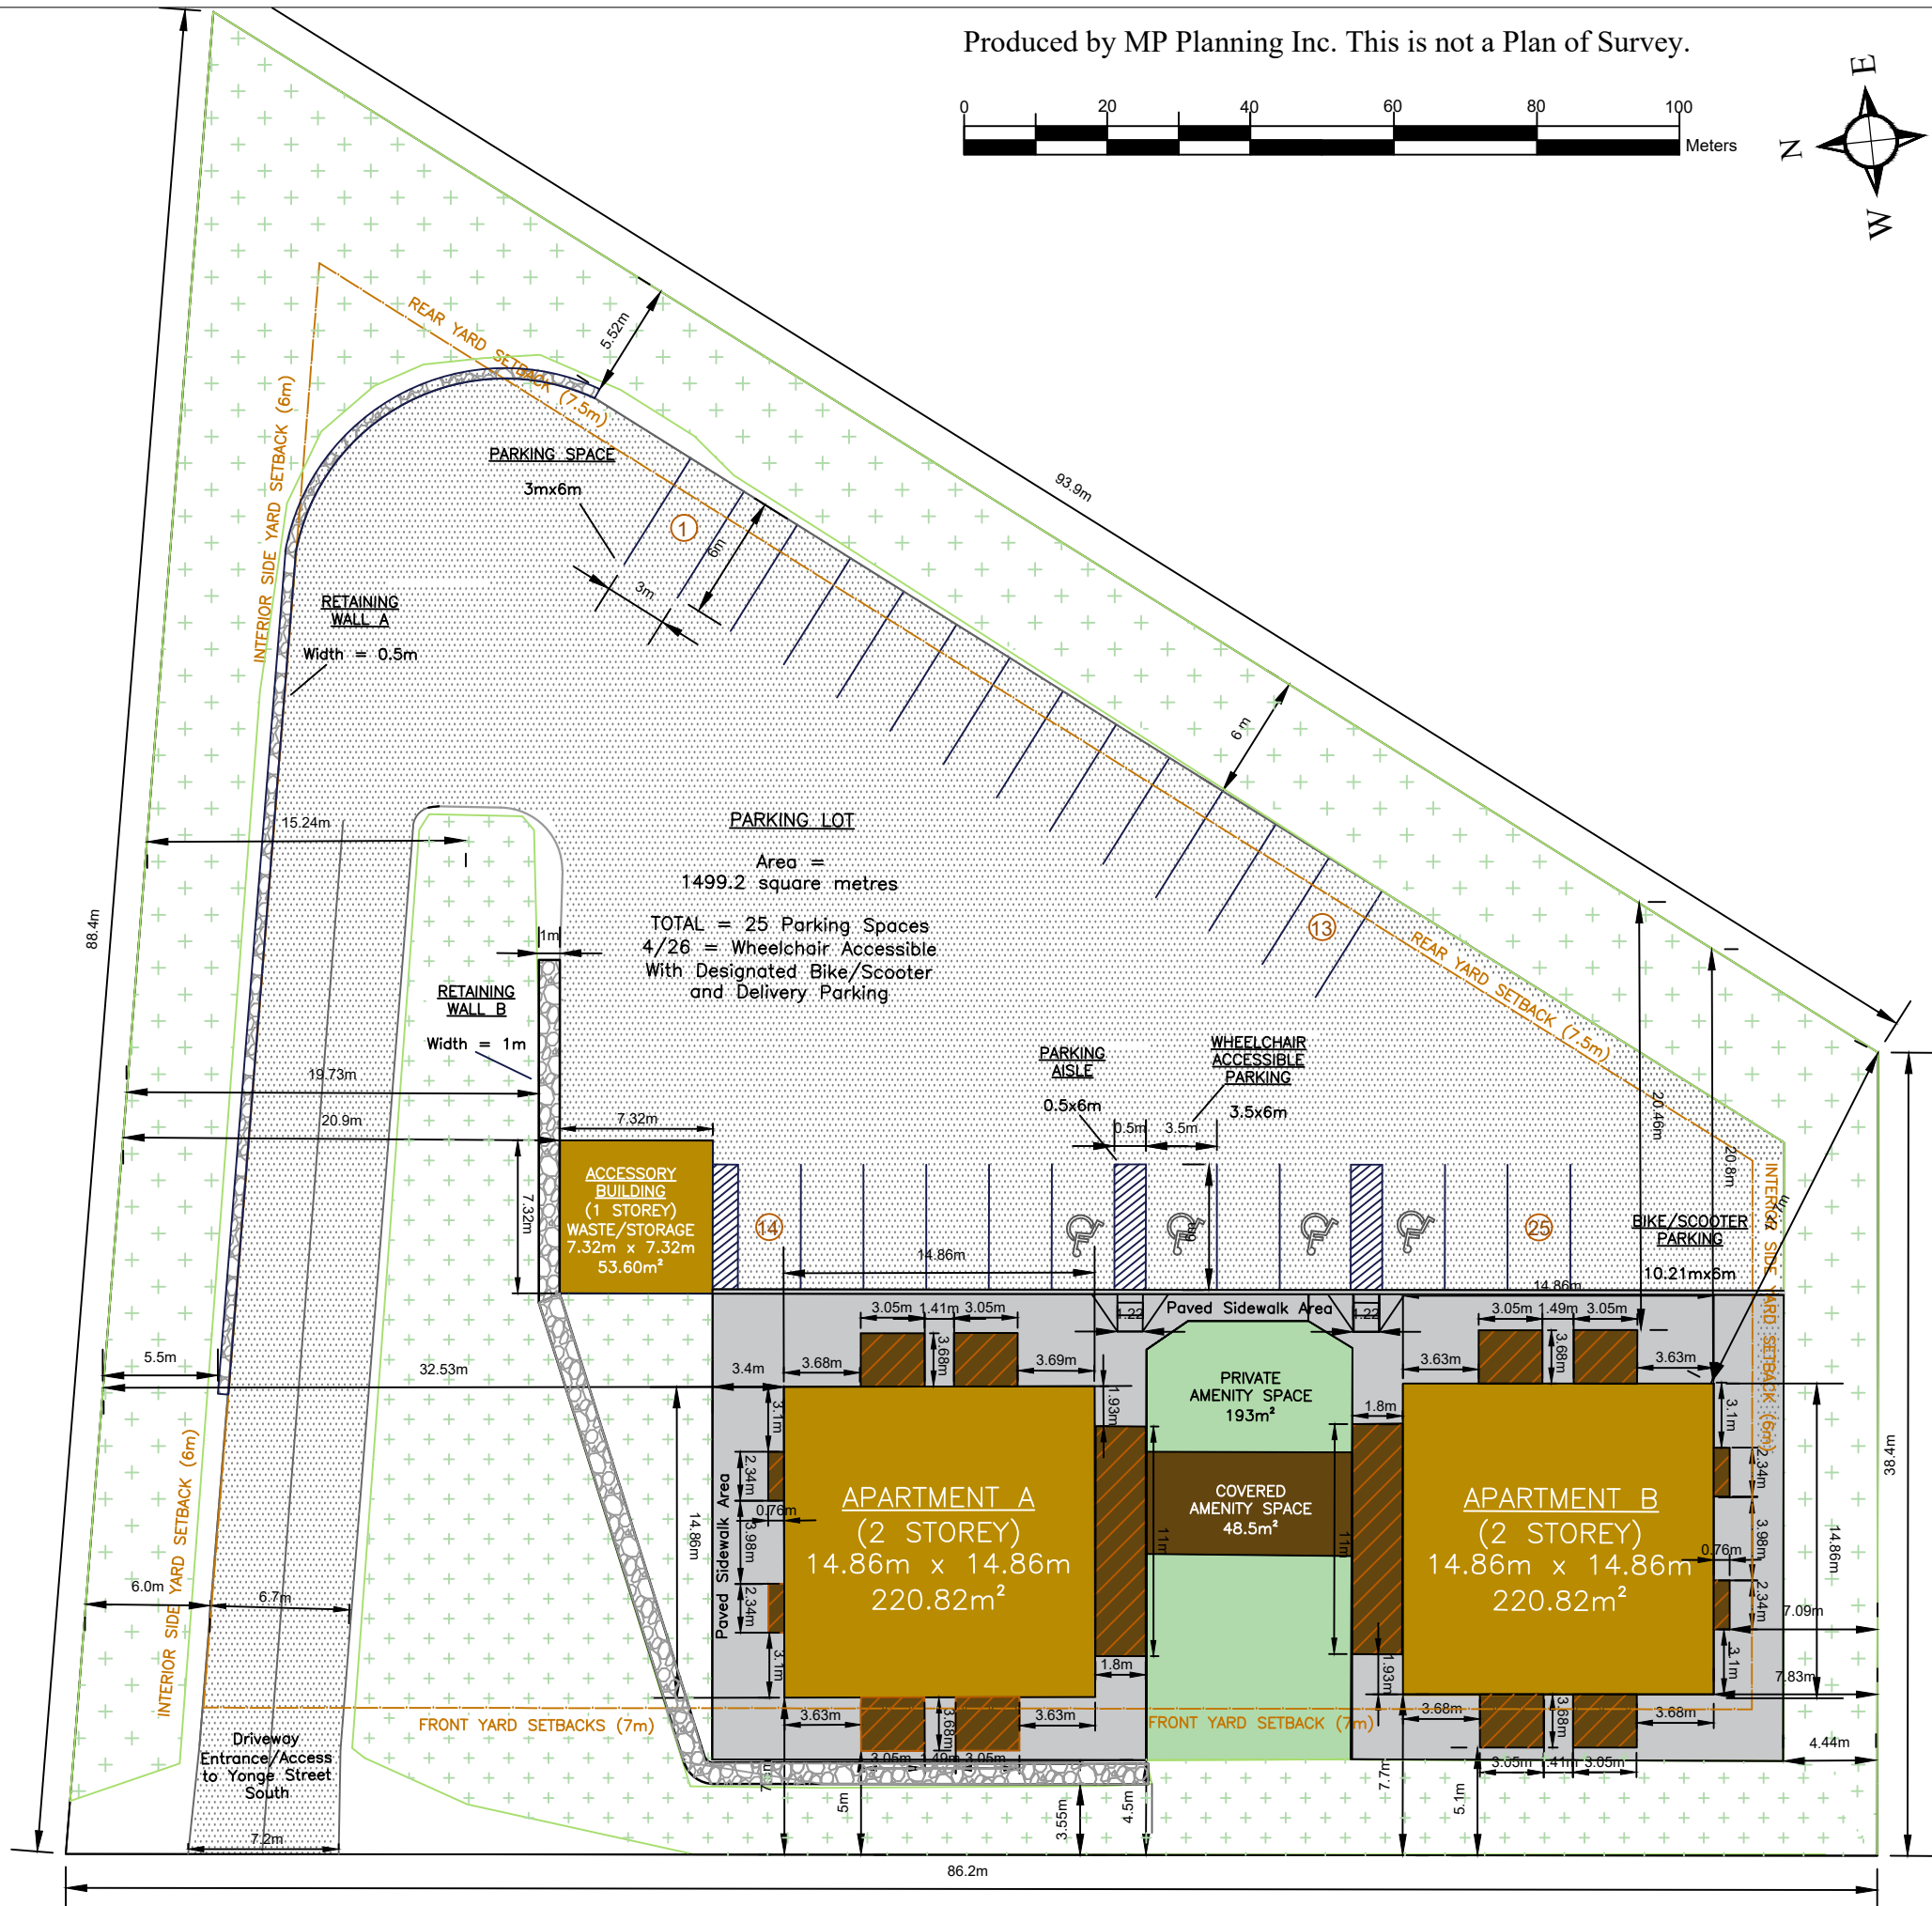 Produced by MP Planning Inc. This is not a Plan of Survey.
0 20 40 60 80 100
Meters
E
N
W
REAR YARD SETBACK (7.5m)
5.52m
INTERIOR SIDE YARD SETBACK (6m)
PARKING SPACE
3mx6m
1
6m
3m
93.9m
RETAINING
WALL A
Width = 0.5m
6 m
15.24m
88.4m
PARKING LOT
Area =
1499.2 square metres
TOTAL = 25 Parking Spaces
4/26 = Wheelchair Accessible
With Designated Bike/Scooter
and Delivery Parking
1m
13
REAR YARD SETBACK (7.5m)
RETAINING
WALL B
Width = 1m
19.73m
20.9m
7.32m
PARKING
AISLE
0.5x6m
WHEELCHAIR
ACCESSIBLE
PARKING
3.5x6m
0.5m
3.5m
20.46m
20.8m
ACCESSORY
BUILDING
(1 STOREY)
WASTE/STORAGE
7.32m x 7.32m
53.60m²
7.32m
14
14.86m
6m
25
BIKE/SCOOTER
PARKING
10.21mx6m
14.86m
INTERIOR SIDE YARD SETBACK (6m)
3.05m 1.41m 3.05m
1.22
Paved Sidewalk Area
1.22
3.05m 1.49m 3.05m
5.5m
32.53m
3.4m
3.68m
3.68m
3.69m
1.93m
PRIVATE
AMENITY SPACE
193m²
1.8m
3.63m
3.68m
3.63m
3.1m
3.1m
38.4m
2.34m
0.76m
3.98m
2.34m
3.1m
Paved Sidewalk Area
14.86m
APARTMENT A
(2 STOREY)
14.86m x 14.86m
220.82m²
11m
COVERED
AMENITY SPACE
48.5m²
11m
APARTMENT B
(2 STOREY)
14.86m x 14.86m
220.82m²
2.34m
3.98m
0.76m
2.34m
3.1m
14.86m
7.09m
7.83m
6.0m
6.7m
INTERIOR SIDE YARD SETBACK (6m)
1.8m
1.93m
FRONT YARD SETBACKS (7m)
3.63m
3.68m
3.63m
FRONT YARD SETBACK (7m)
3.68m
3.68m
3.68m
4.44m
Driveway
Entrance/Access
to Yonge Street
South
3.05m 1.49m 3.05m
3.05m 1.41m 3.05m
5m
3.55m
4.5m
7.7m
5.1m
7.2m
86.2m